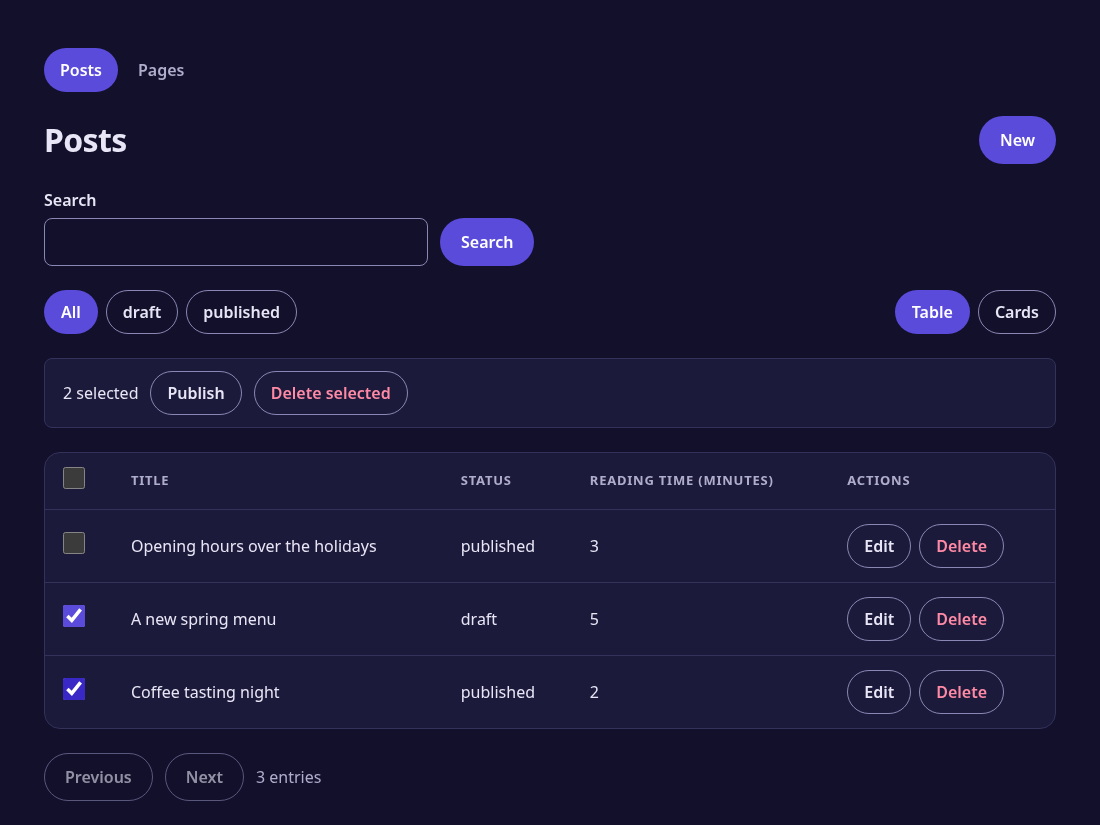 Posts Pages
Posts New
Search
Search
All draft published Table Cards
2 selected Publish Delete selected
TITLE STATUS READING TIME (MINUTES) ACTIONS
Opening hours over the holidays published 3 Edit Delete
A new spring menu draft 5 Edit Delete
Coffee tasting night published 2 Edit Delete
Previous Next 3 entries